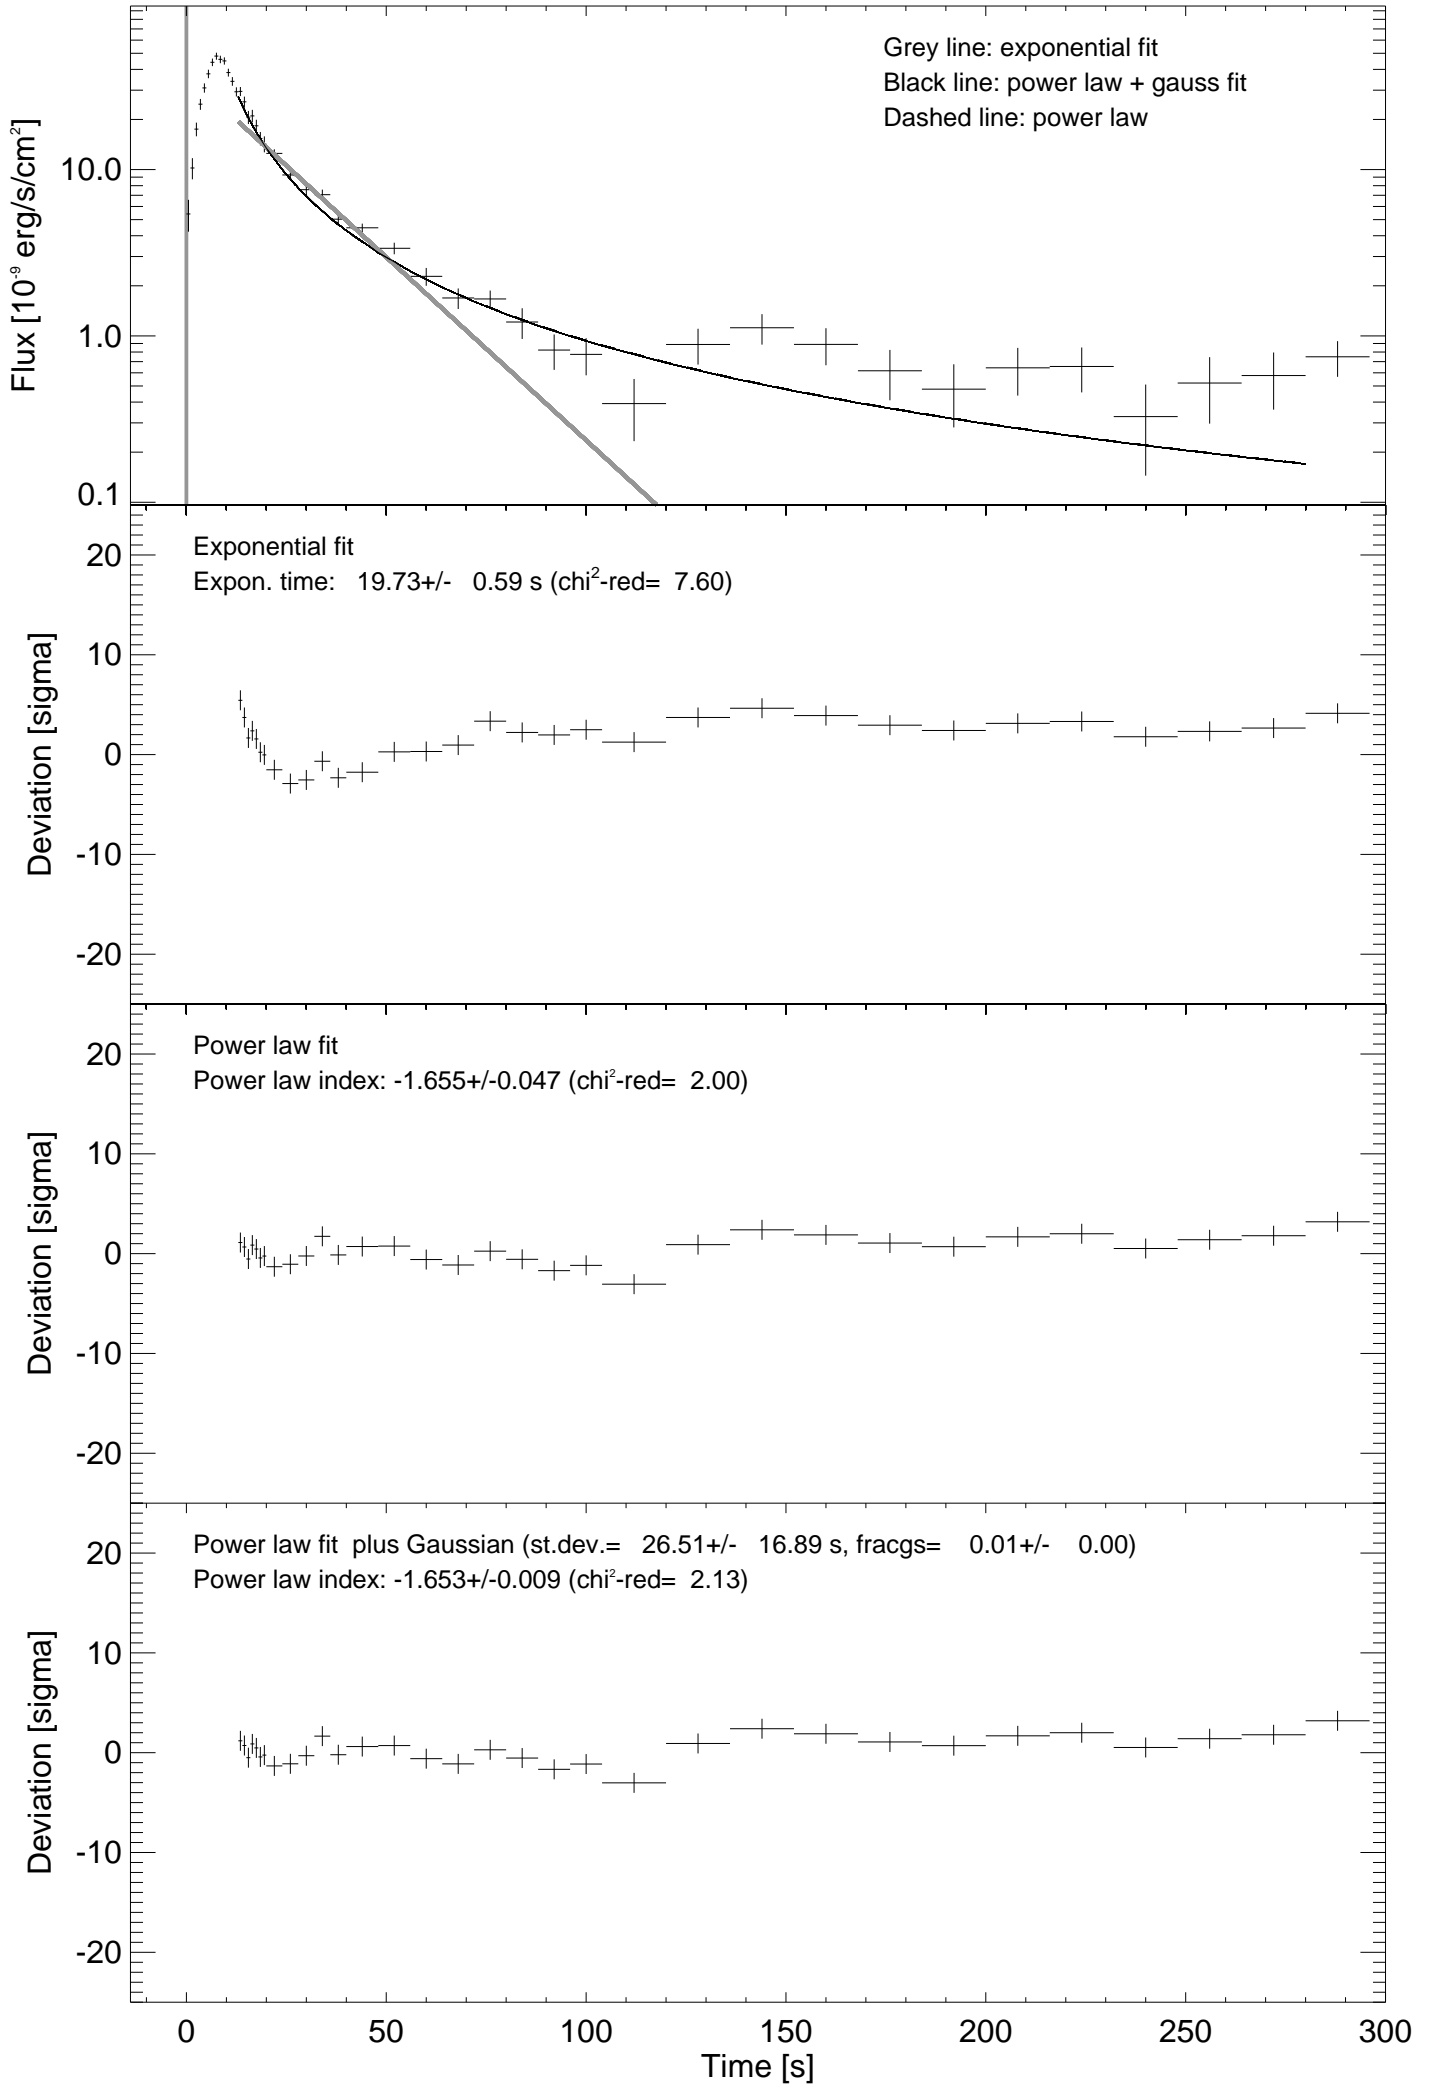 Grey line: exponential fit
Black line: power law + gauss fit
Dashed line: power law
Flux [10⁻⁹ erg/s/cm²]
10.0
1.0
0.1
Exponential fit
Expon. time:   19.73+/-   0.59 s (chi²-red=  7.60)
Deviation [sigma]
20
10
0
-10
-20
Power law fit
Power law index: -1.655+/-0.047 (chi²-red=  2.00)
Deviation [sigma]
20
10
0
-10
-20
Power law fit  plus Gaussian (st.dev.=   26.51+/-   16.89 s, fracgs=    0.01+/-    0.00)
Power law index: -1.653+/-0.009 (chi²-red=  2.13)
Deviation [sigma]
20
10
0
-10
-20
0 50 100 150 200 250 300
Time [s]